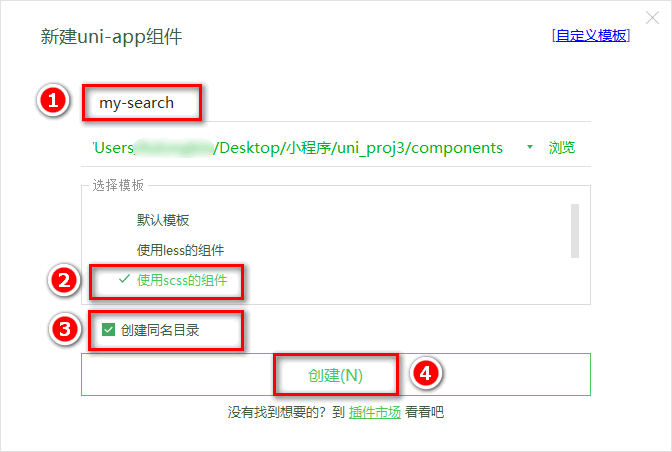 新建uni-app组件
[自定义模板]
1 my-search
/Users/ /Desktop/小程序/uni_proj3/components 浏览
选择模板
默认模板
使用less的组件
2 使用scss的组件
3 创建同名目录
创建(N) 4
没有找到想要的？到 插件市场 看看吧